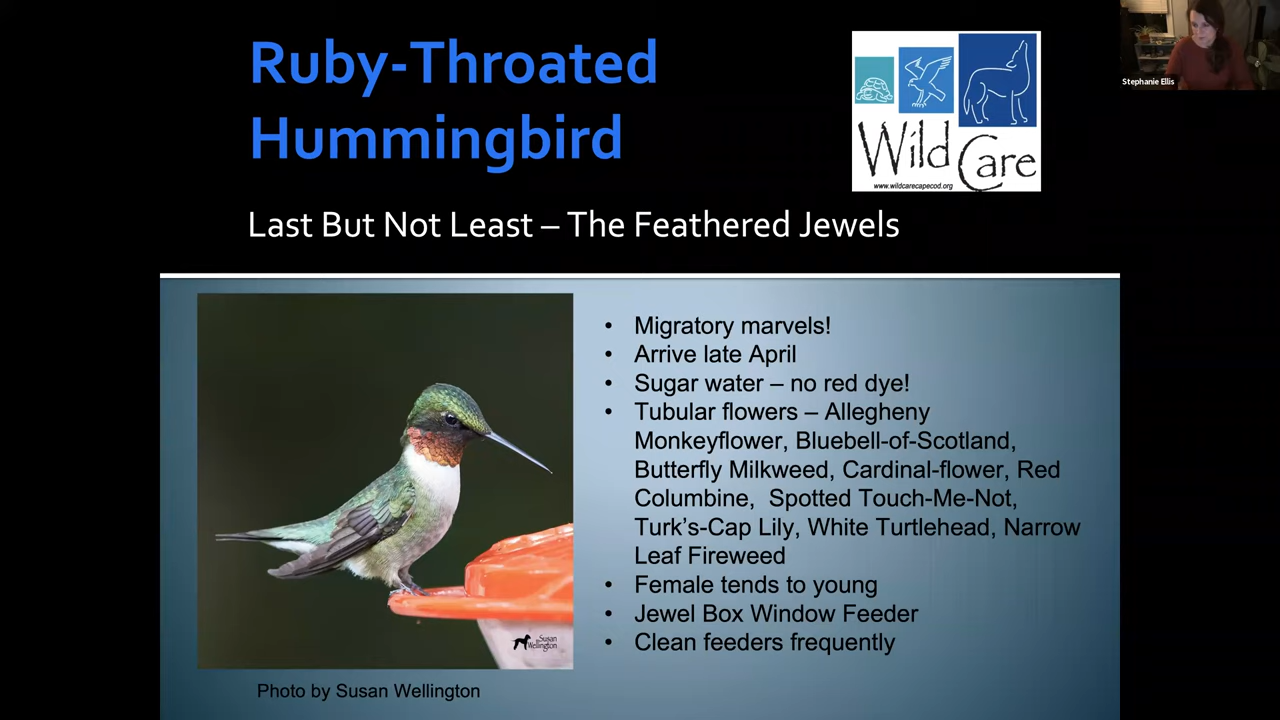 Ruby-Throated
Hummingbird
Wild Care
www.wildcarecapecod.org
Stephanie Ellis
Last But Not Least – The Feathered Jewels
• Migratory marvels!
• Arrive late April
• Sugar water – no red dye!
• Tubular flowers – Allegheny
Monkeyflower, Bluebell-of-Scotland,
Butterfly Milkweed, Cardinal-flower, Red
Columbine, Spotted Touch-Me-Not,
Turk's-Cap Lily, White Turtlehead, Narrow
Leaf Fireweed
• Female tends to young
• Jewel Box Window Feeder
• Clean feeders frequently
Susan
Wellington
Photo by Susan Wellington